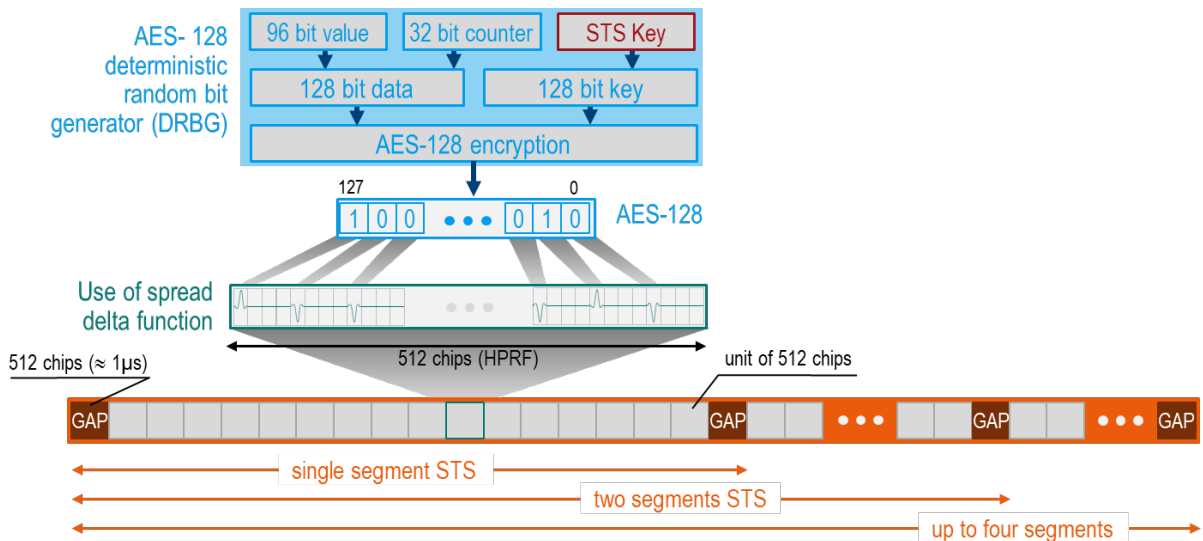 AES- 128
deterministic
random bit
generator (DRBG)
96 bit value
32 bit counter
STS Key
128 bit data
128 bit key
AES-128 encryption
127
0
1 0 0 ••• 0 1 0
AES-128
Use of spread
delta function
•••
512 chips (≈ 1µs)
512 chips (HPRF)
unit of 512 chips
GAP
GAP
•••
GAP
•••
GAP
single segment STS
two segments STS
up to four segments